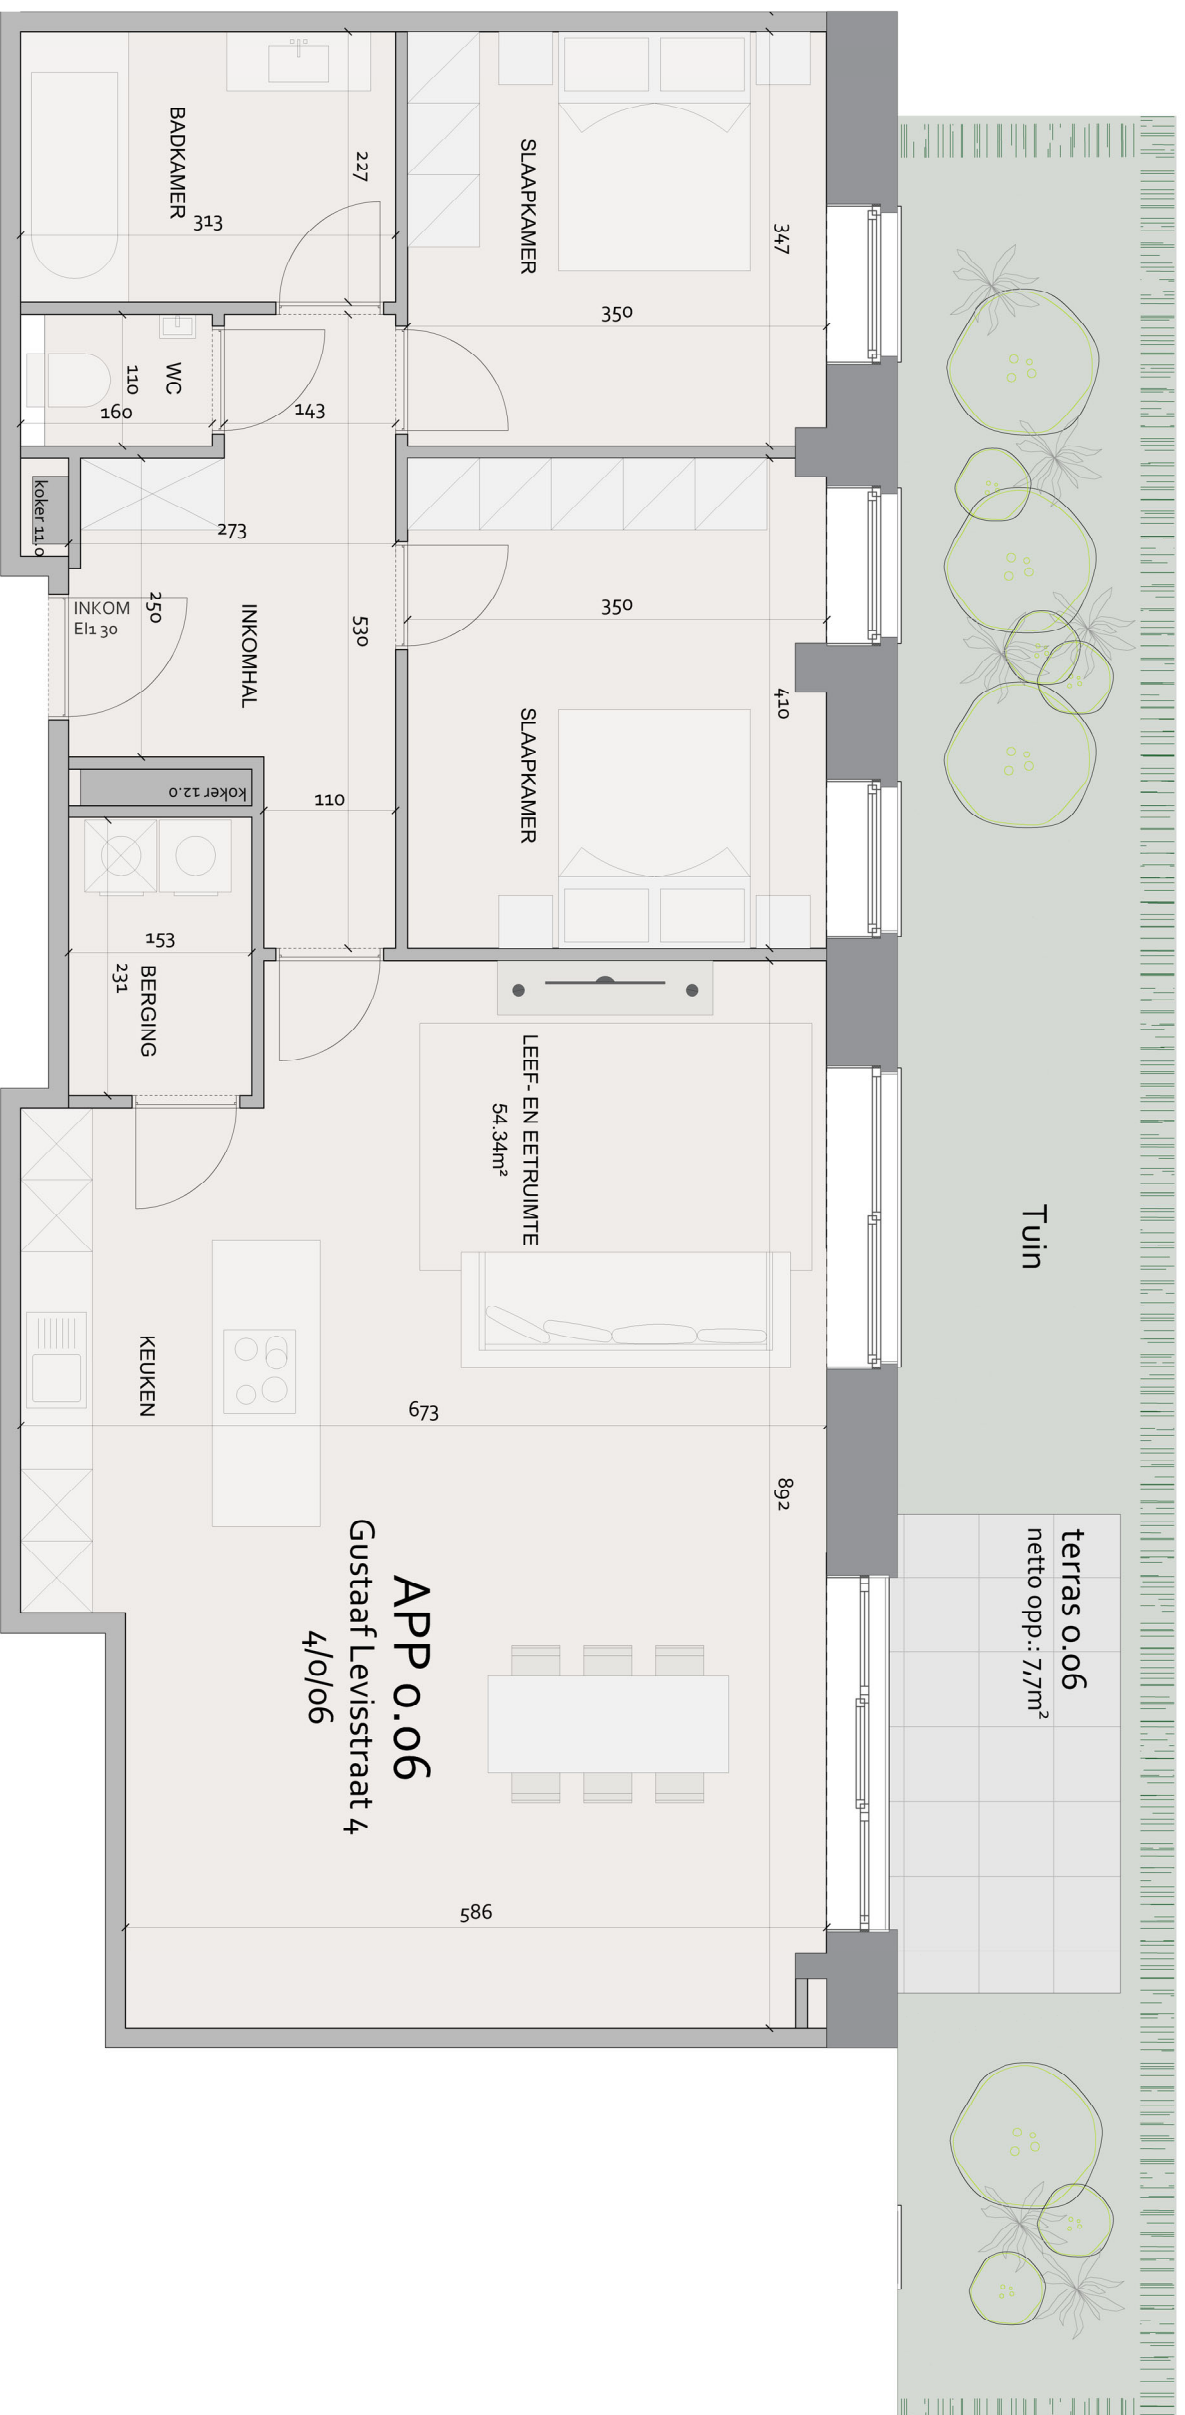 BADKAMER
227
313
SLAAPKAMER
347
350
WC
110
160
143
koker 11.0
273
INKOM
EI1 30
250
INKOMHAL
530
350
SLAAPKAMER
410
koker 12.0
110
153
231
BERGING
LEEF- EN EETRUIMTE
54.34m²
Tuin
KEUKEN
673
892
terras 0.06
netto opp.: 7,7m²
APP 0.06
Gustaaf Levisstraat 4
4/0/06
586